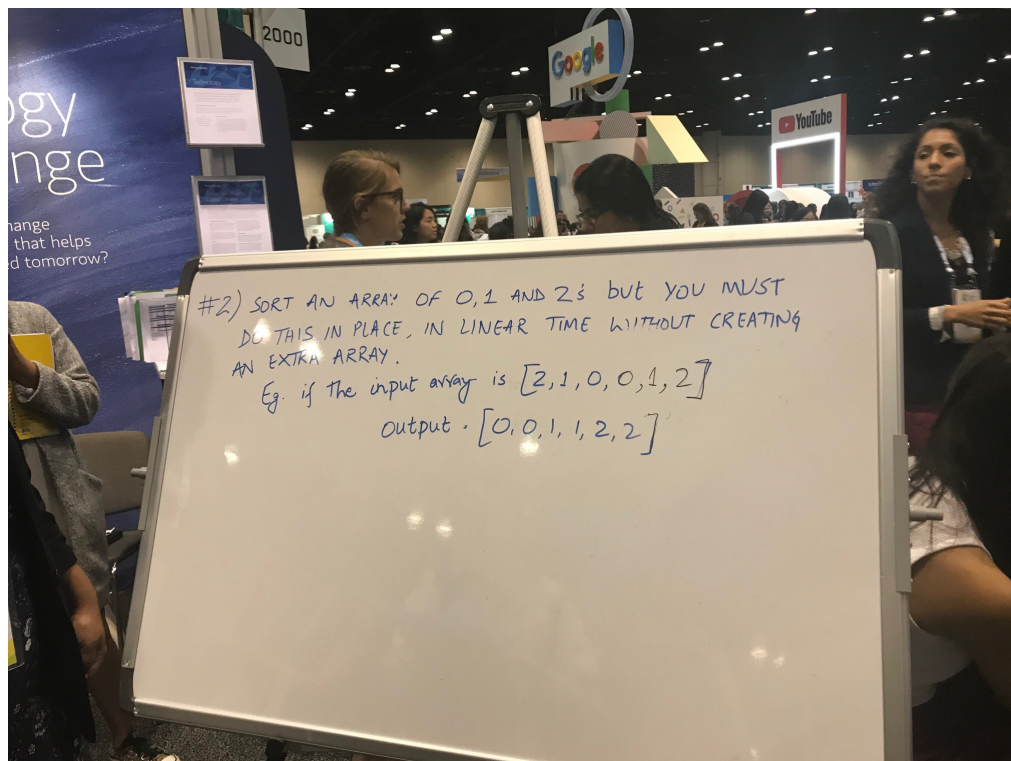 2000
Google
YouTube
ogy
nge
hange
that helps
d tomorrow?
#2) SORT AN ARRAY OF 0,1 AND 2's but YOU MUST
DO THIS IN PLACE, IN LINEAR TIME WITHOUT CREATING
AN EXTRA ARRAY.
Eg. if the input array is [2,1,0,0,1,2]
output . [0,0,1,1,2,2]